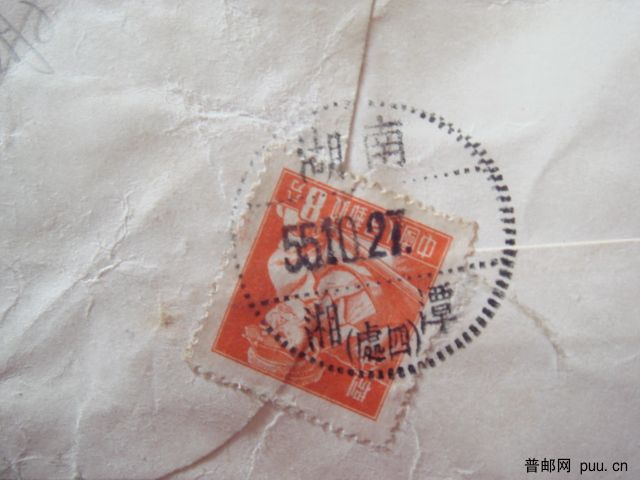 湖南
55.10.27.
湘(處四)潭
中國人民郵政
8分
普邮网 puu.cn